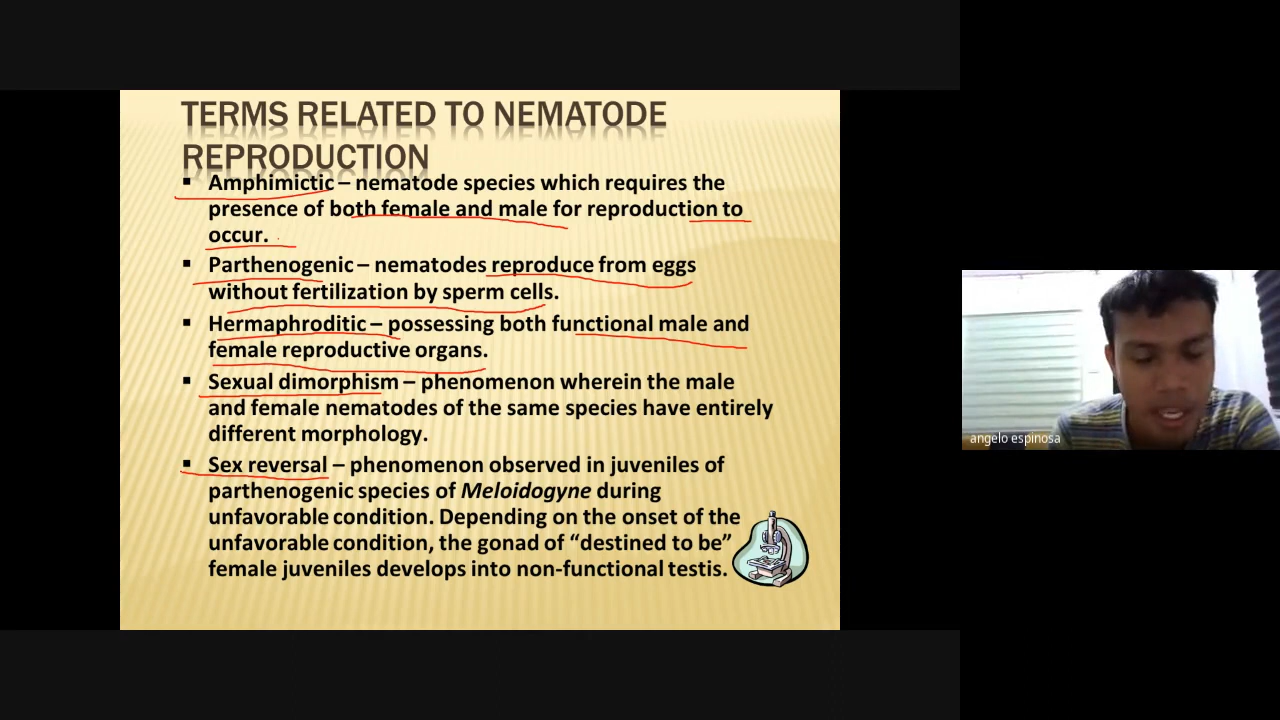 TERMS RELATED TO NEMATODE
REPRODUCTION
▪ Amphimictic – nematode species which requires the
presence of both female and male for reproduction to
occur.
▪ Parthenogenic – nematodes reproduce from eggs
without fertilization by sperm cells.
▪ Hermaphroditic – possessing both functional male and
female reproductive organs.
▪ Sexual dimorphism – phenomenon wherein the male
and female nematodes of the same species have entirely
different morphology.
▪ Sex reversal – phenomenon observed in juveniles of
parthenogenic species of Meloidogyne during
unfavorable condition. Depending on the onset of the
unfavorable condition, the gonad of “destined to be”
female juveniles develops into non-functional testis.
angelo espinosa